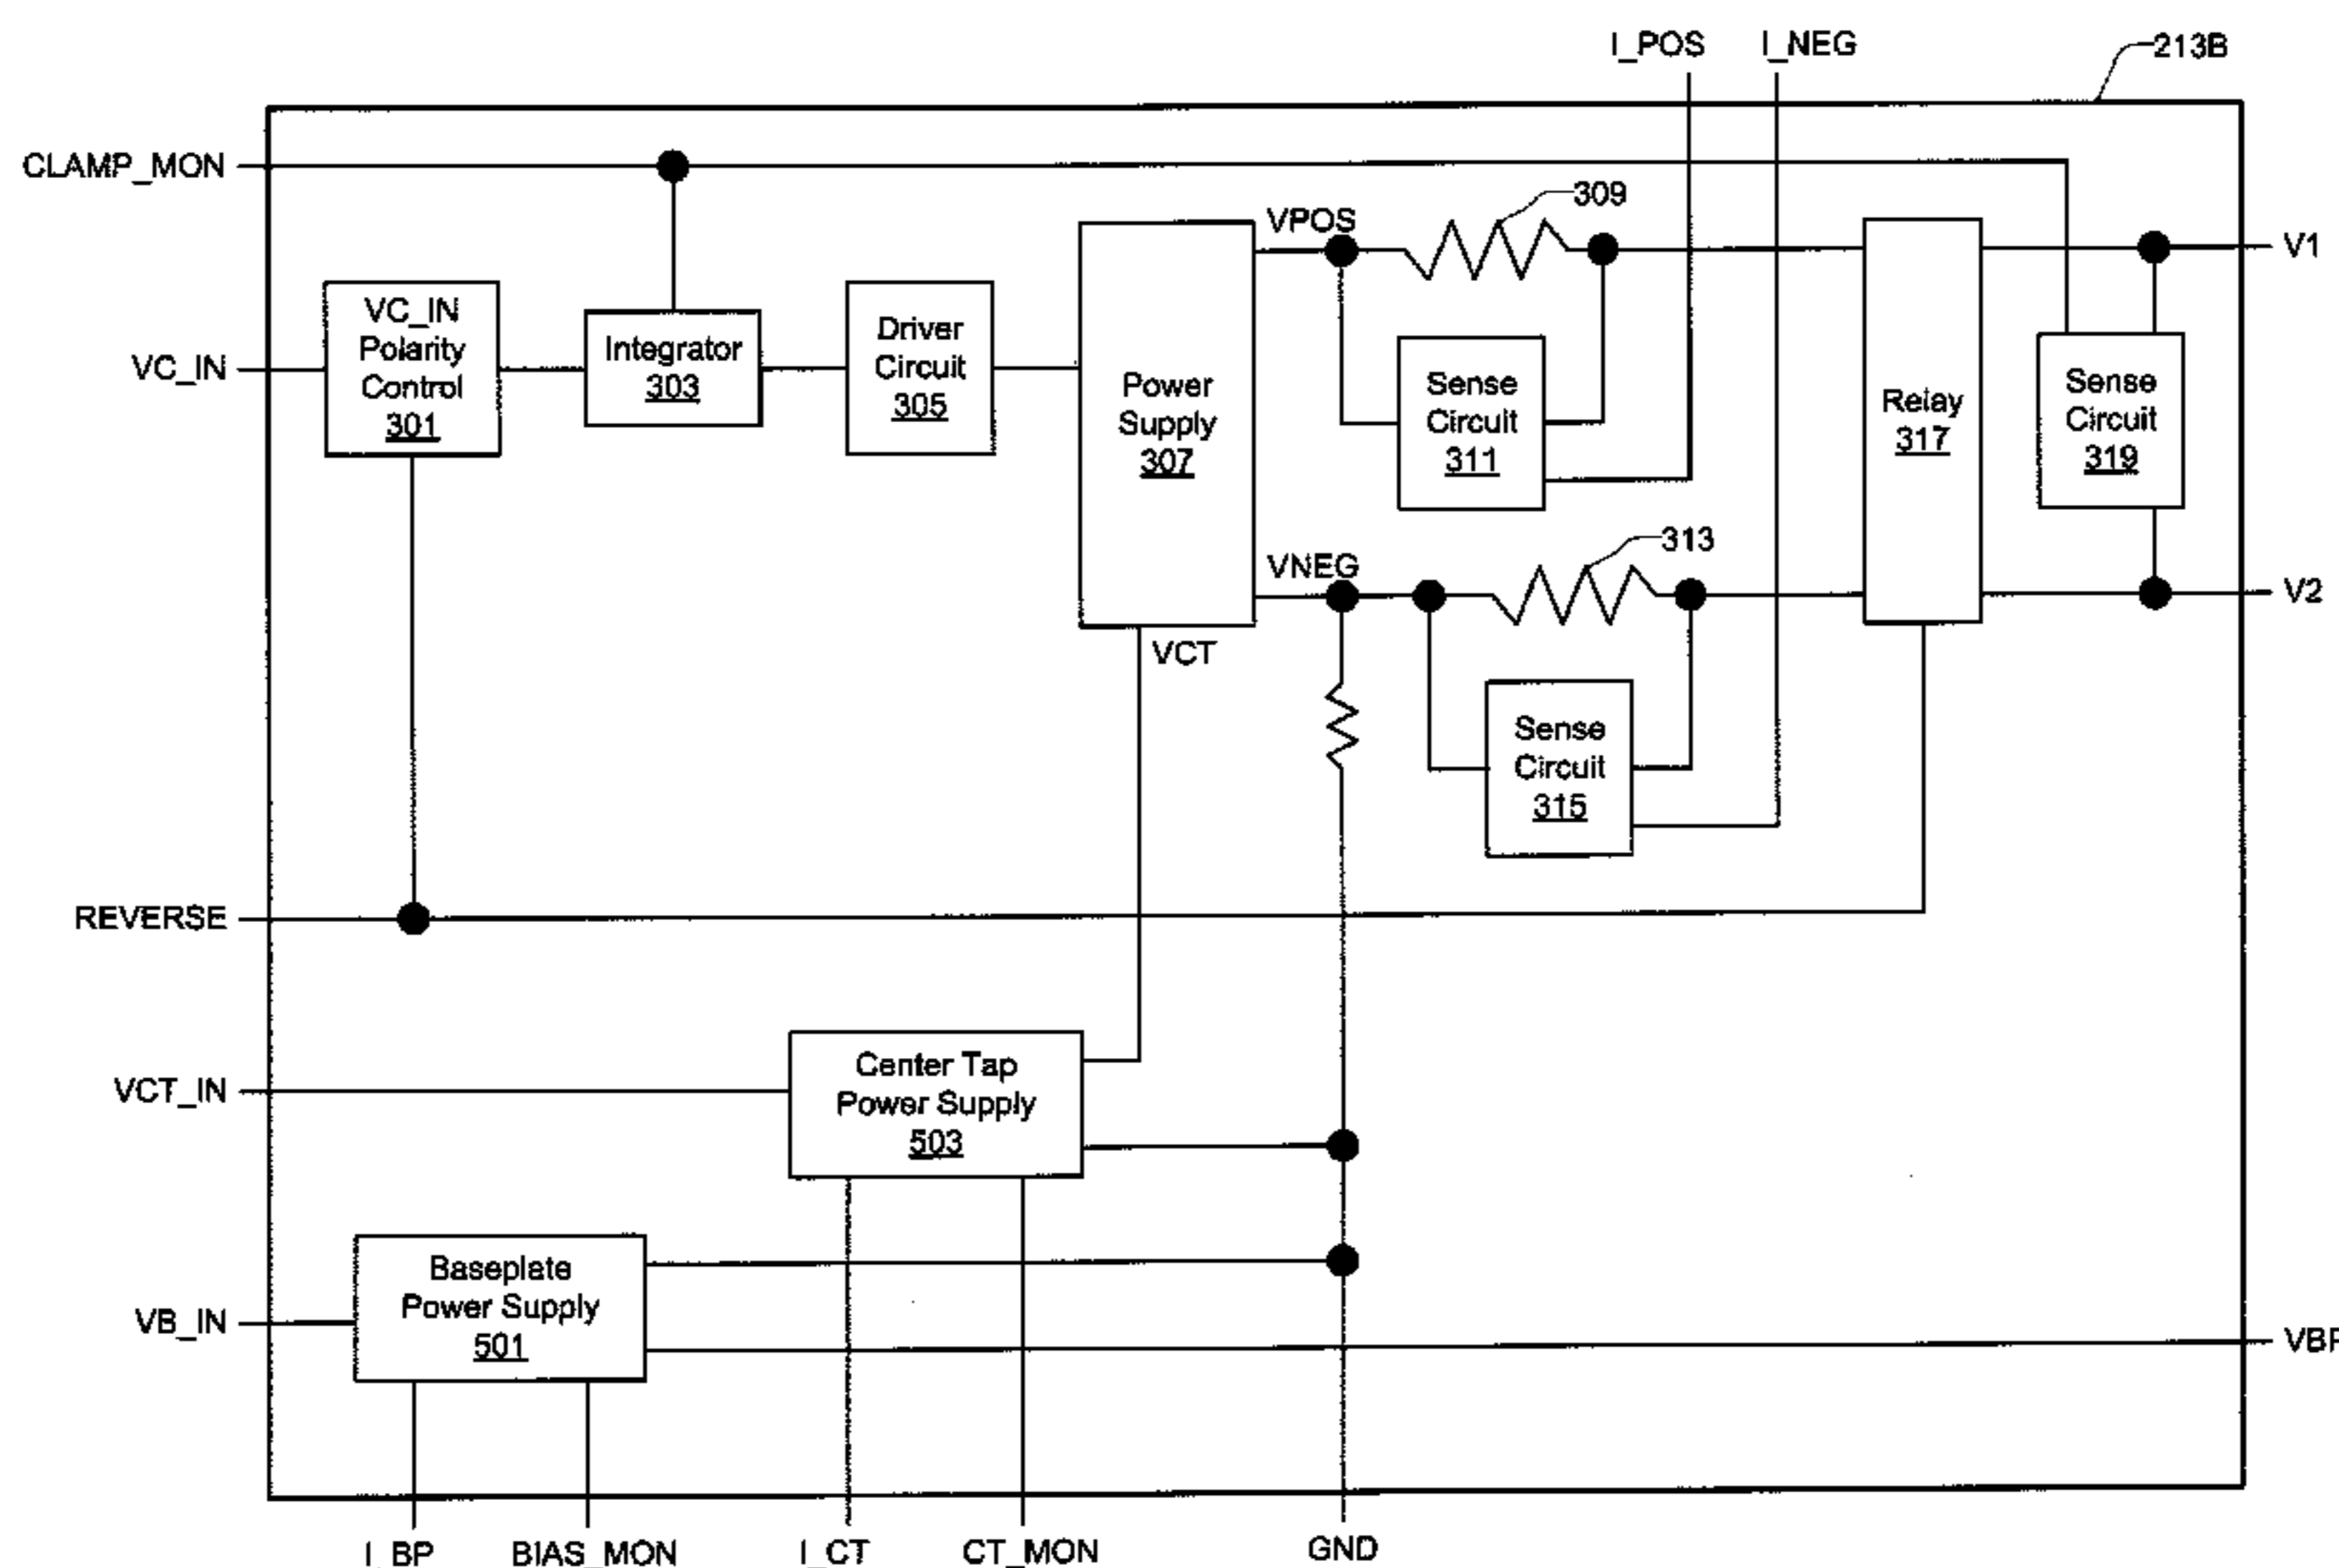 I_POS
I_NEG
213B
CLAMP_MON
309
VPOS
V1
VC_IN
Polarity
Control
301
Integrator
303
Driver
Circuit
305
Power
Supply
307
Sense
Circuit
311
Relay
317
Sense
Circuit
319
VC_IN
313
VNEG
V2
VCT
Sense
Circuit
315
REVERSE
Center Tap
Power Supply
503
VCT_IN
Baseplate
Power Supply
501
VB_IN
I_BP
BIAS_MON
I_CT
CT_MON
GND